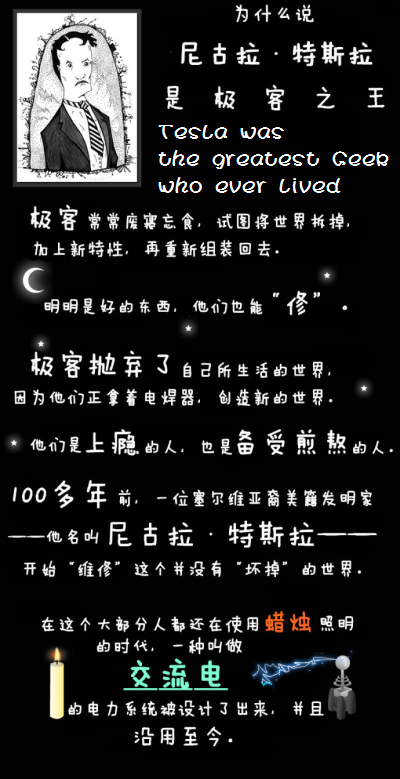 为什么说
尼古拉·特斯拉
是极客之王
Tesla was
the greatest Geek
who ever lived
极客常常废寝忘食，试图将世界拆掉，
加上新特性，再重新组装回去。
明明是好的东西，他们也能“修”。
极客抛弃了自己所生活的世界，
因为他们正拿着电焊器，创造新的世界。
他们是上瘾的人，也是备受煎熬的人。
100多年前，一位塞尔维亚裔美籍发明家
——他名叫尼古拉·特斯拉——
开始“维修”这个并没有“坏掉”的世界。
在这个大部分人都还在使用蜡烛照明
的时代，一种叫做
交流电
的电力系统被设计了出来，并且
沿用至今。